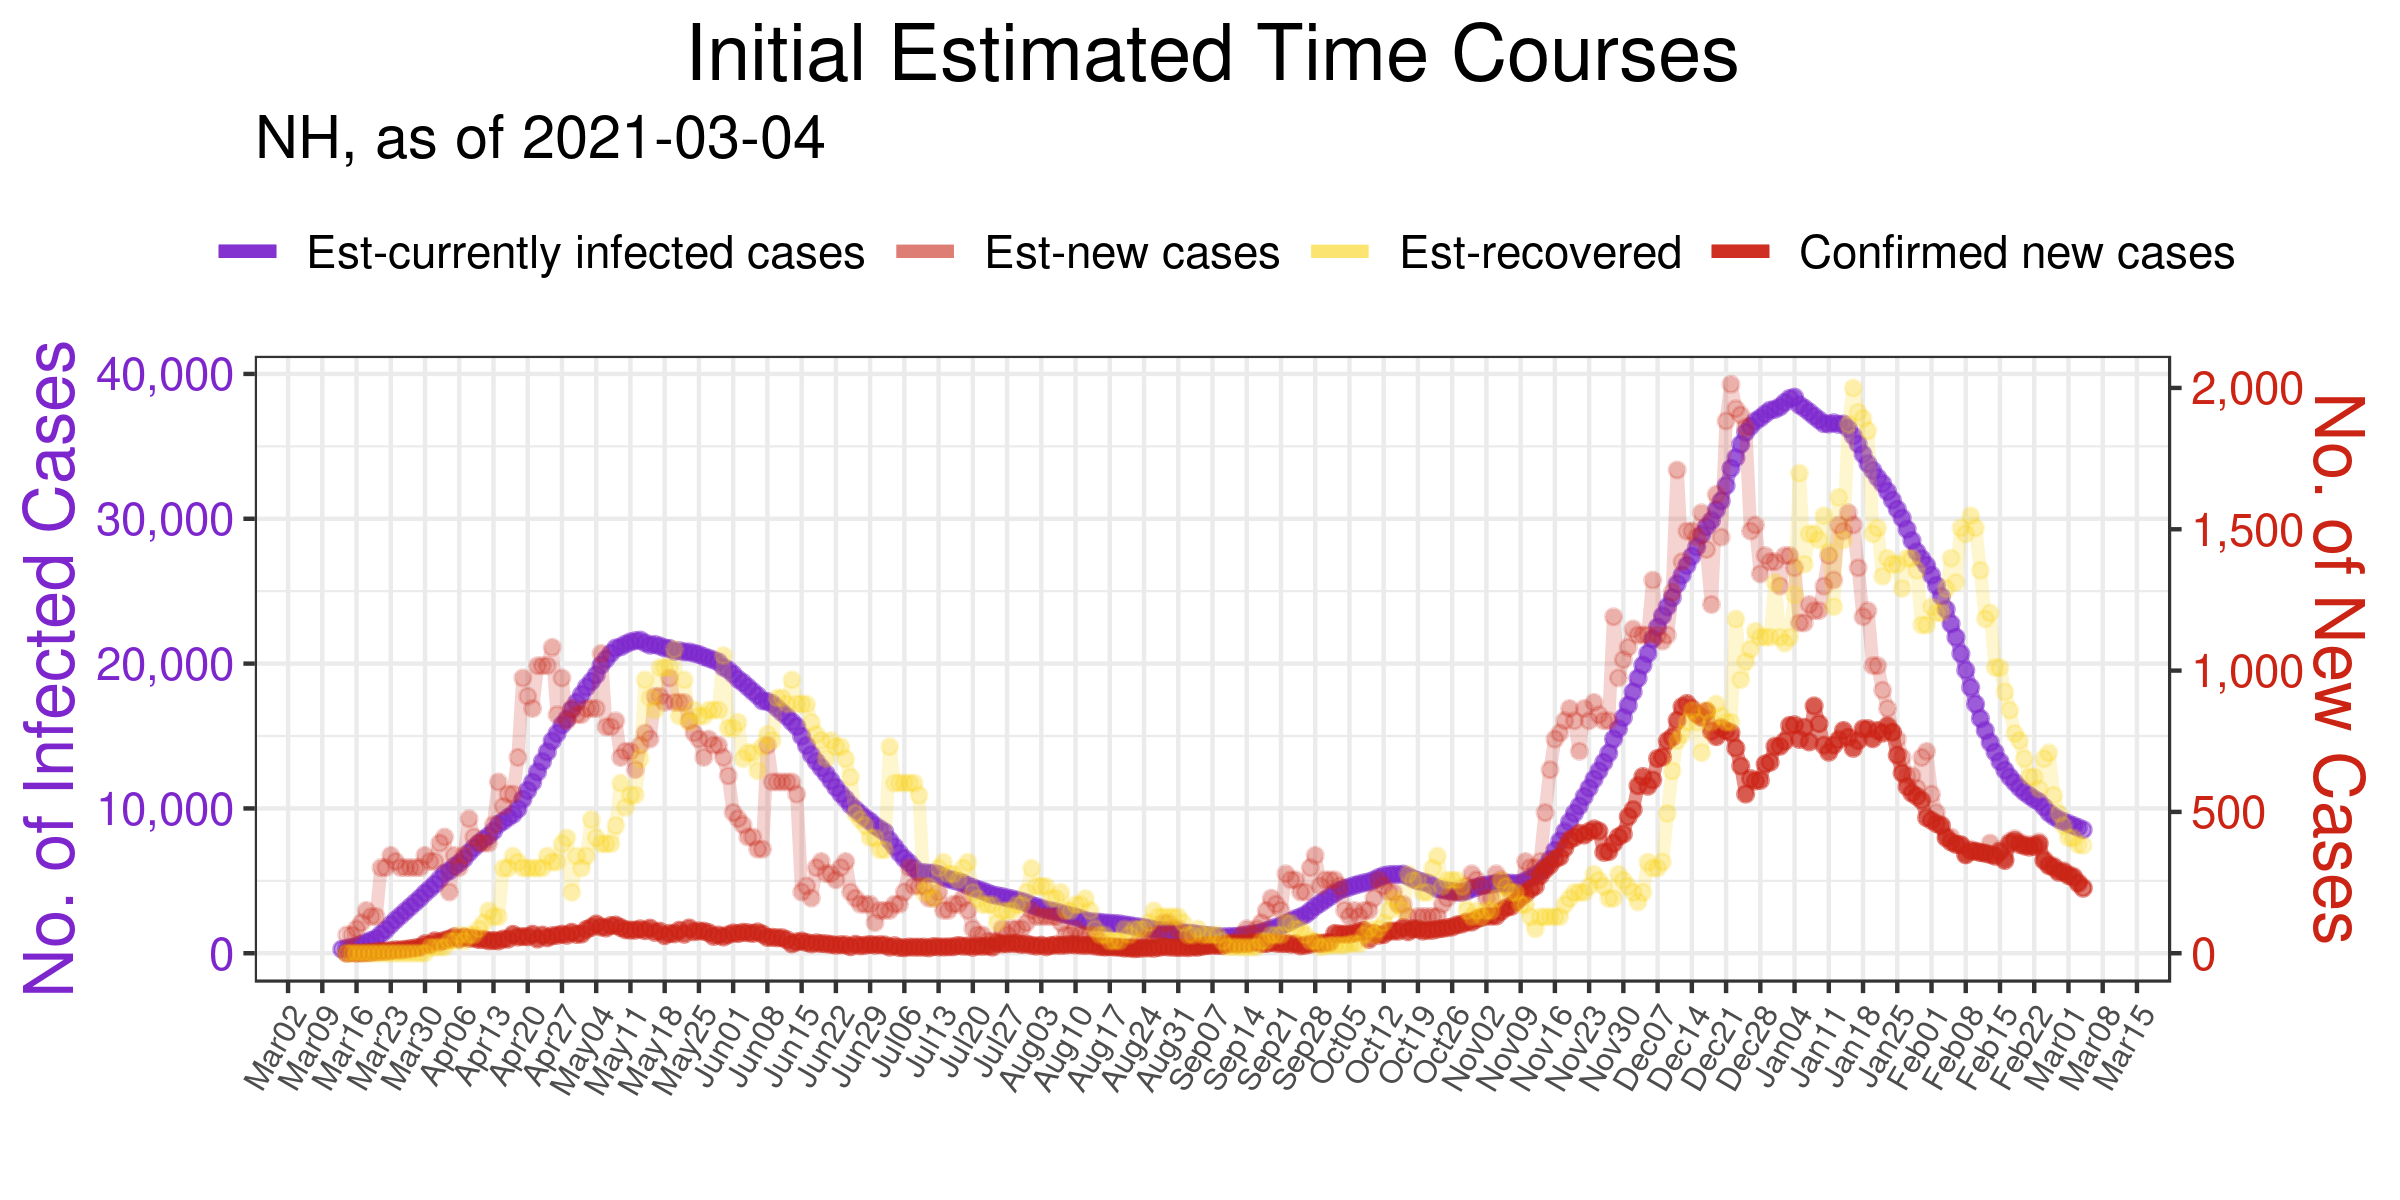 Initial Estimated Time Courses
NH, as of 2021-03-04
Est-currently infected cases Est-new cases Est-recovered Confirmed new cases
No. of Infected Cases
40,000
30,000
20,000
10,000
0
2,000
1,500
1,000
500
0
No. of New Cases
Mar02 Mar09 Mar16 Mar23 Mar30 Apr06 Apr13 Apr20 Apr27 May04 May11 May18 May25 Jun01 Jun08 Jun15 Jun22 Jun29 Jul06 Jul13 Jul20 Jul27 Aug03 Aug10 Aug17 Aug24 Aug31 Sep07 Sep14 Sep21 Sep28 Oct05 Oct12 Oct19 Oct26 Nov02 Nov09 Nov16 Nov23 Nov30 Dec07 Dec14 Dec21 Dec28 Jan04 Jan11 Jan18 Jan25 Feb01 Feb08 Feb15 Feb22 Mar01 Mar08 Mar15